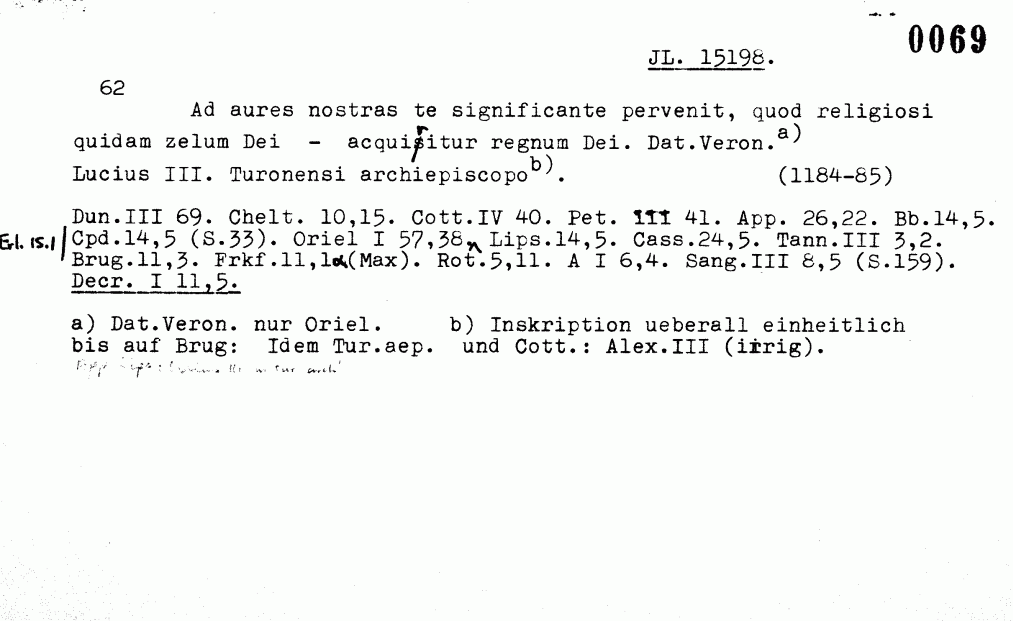 0069
JL. 15198.
62
Ad aures nostras te significante pervenit, quod religiosi
quidam zelum Dei - acquiritur regnum Dei. Dat.Veron.a)
Lucius III. Turonensi archiepiscopob). (1184-85)
Dun.III 69. Chelt. 10,15. Cott.IV 40. Pet. III 41. App. 26,22. Bb.14,5.
Erl. 15.1 Cpd.14,5 (S.33). Oriel I 57,38, Lips.14,5. Cass.24,5. Tann.III 3,2.
Brug.11,3. Frkf.11,1α(Max). Rot.5,11. A I 6,4. Sang.III 8,5 (S.159).
Decr. I 11,5.
a) Dat.Veron. nur Oriel. b) Inskription ueberall einheitlich
bis auf Brug: Idem Tur.aep. und Cott.: Alex.III (irrig).